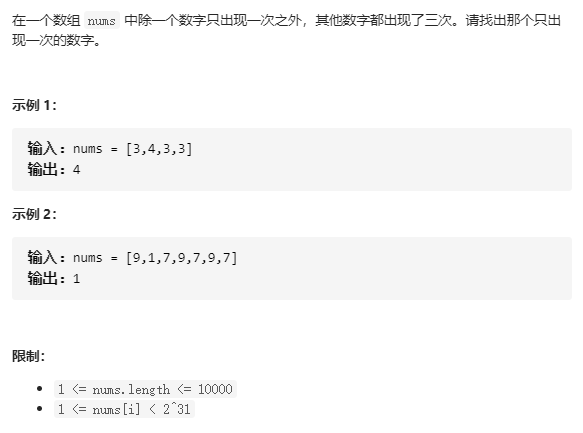 在一个数组 nums 中除一个数字只出现一次之外，其他数字都出现了三次。请找出那个只出
现一次的数字。
示例 1：
输入：nums = [3,4,3,3]
输出：4
示例 2：
输入：nums = [9,1,7,9,7,9,7]
输出：1
限制：
• 1 <= nums.length <= 10000
• 1 <= nums[i] < 2^31